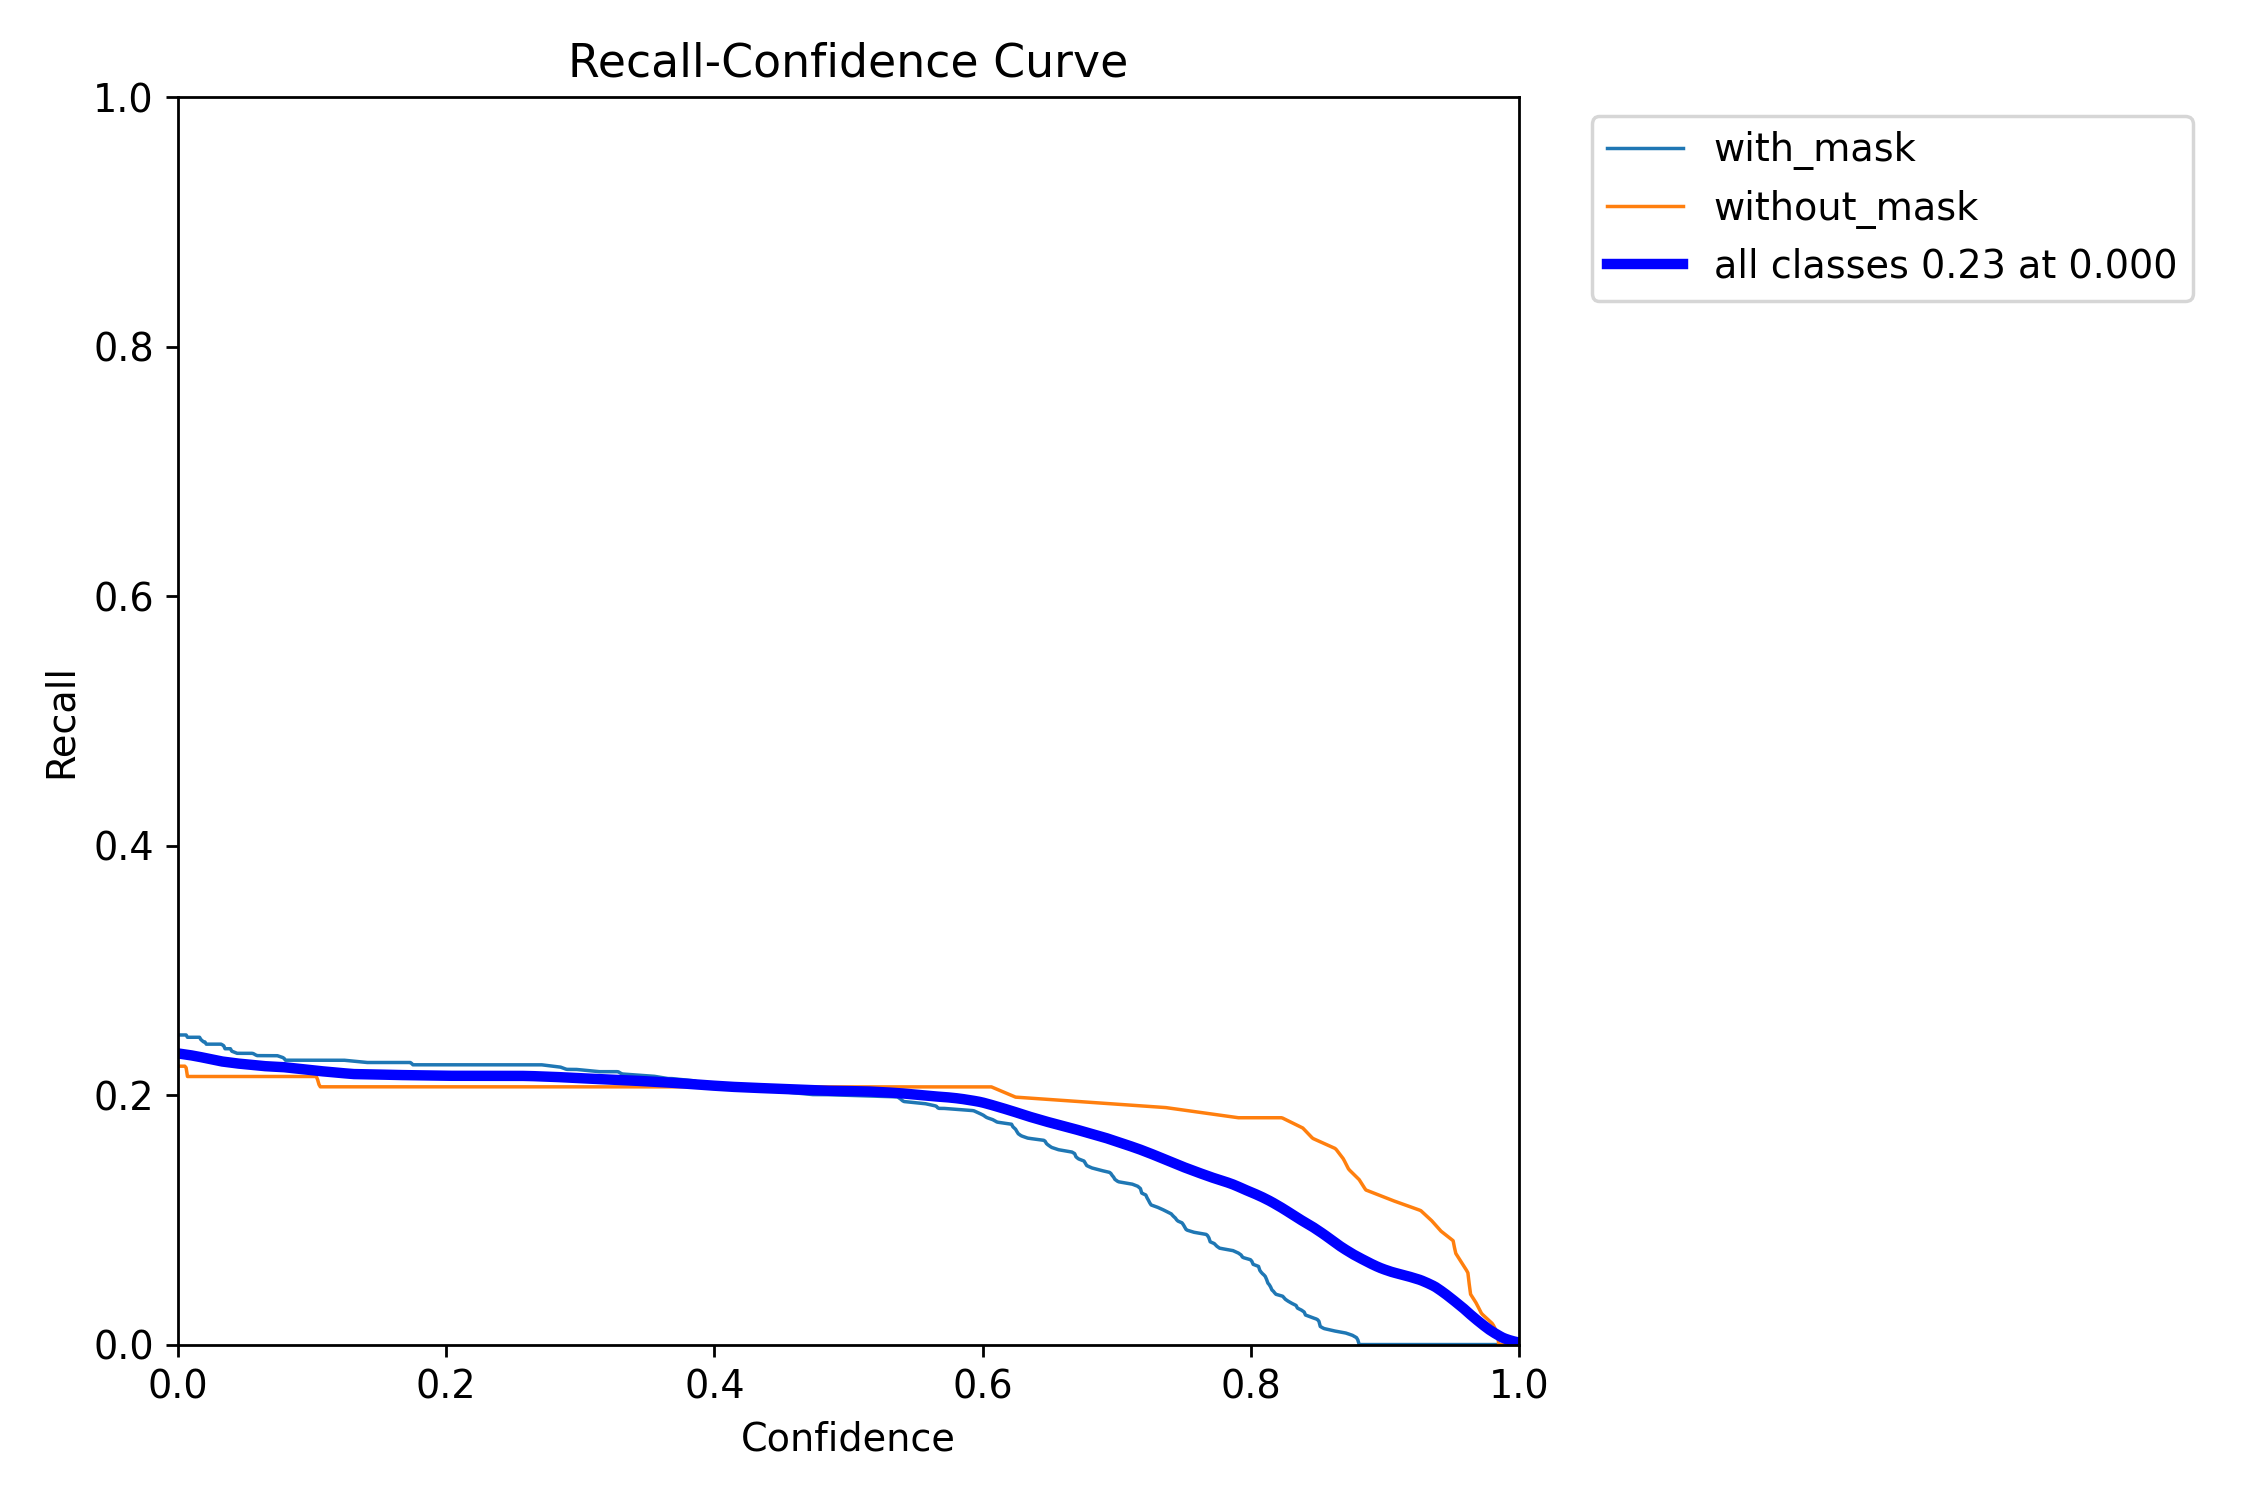 Recall-Confidence Curve
1.0
0.8
0.6
0.4
0.2
0.0
Recall
0.0 0.2 0.4 0.6 0.8 1.0
Confidence
with_mask
without_mask
all classes 0.23 at 0.000